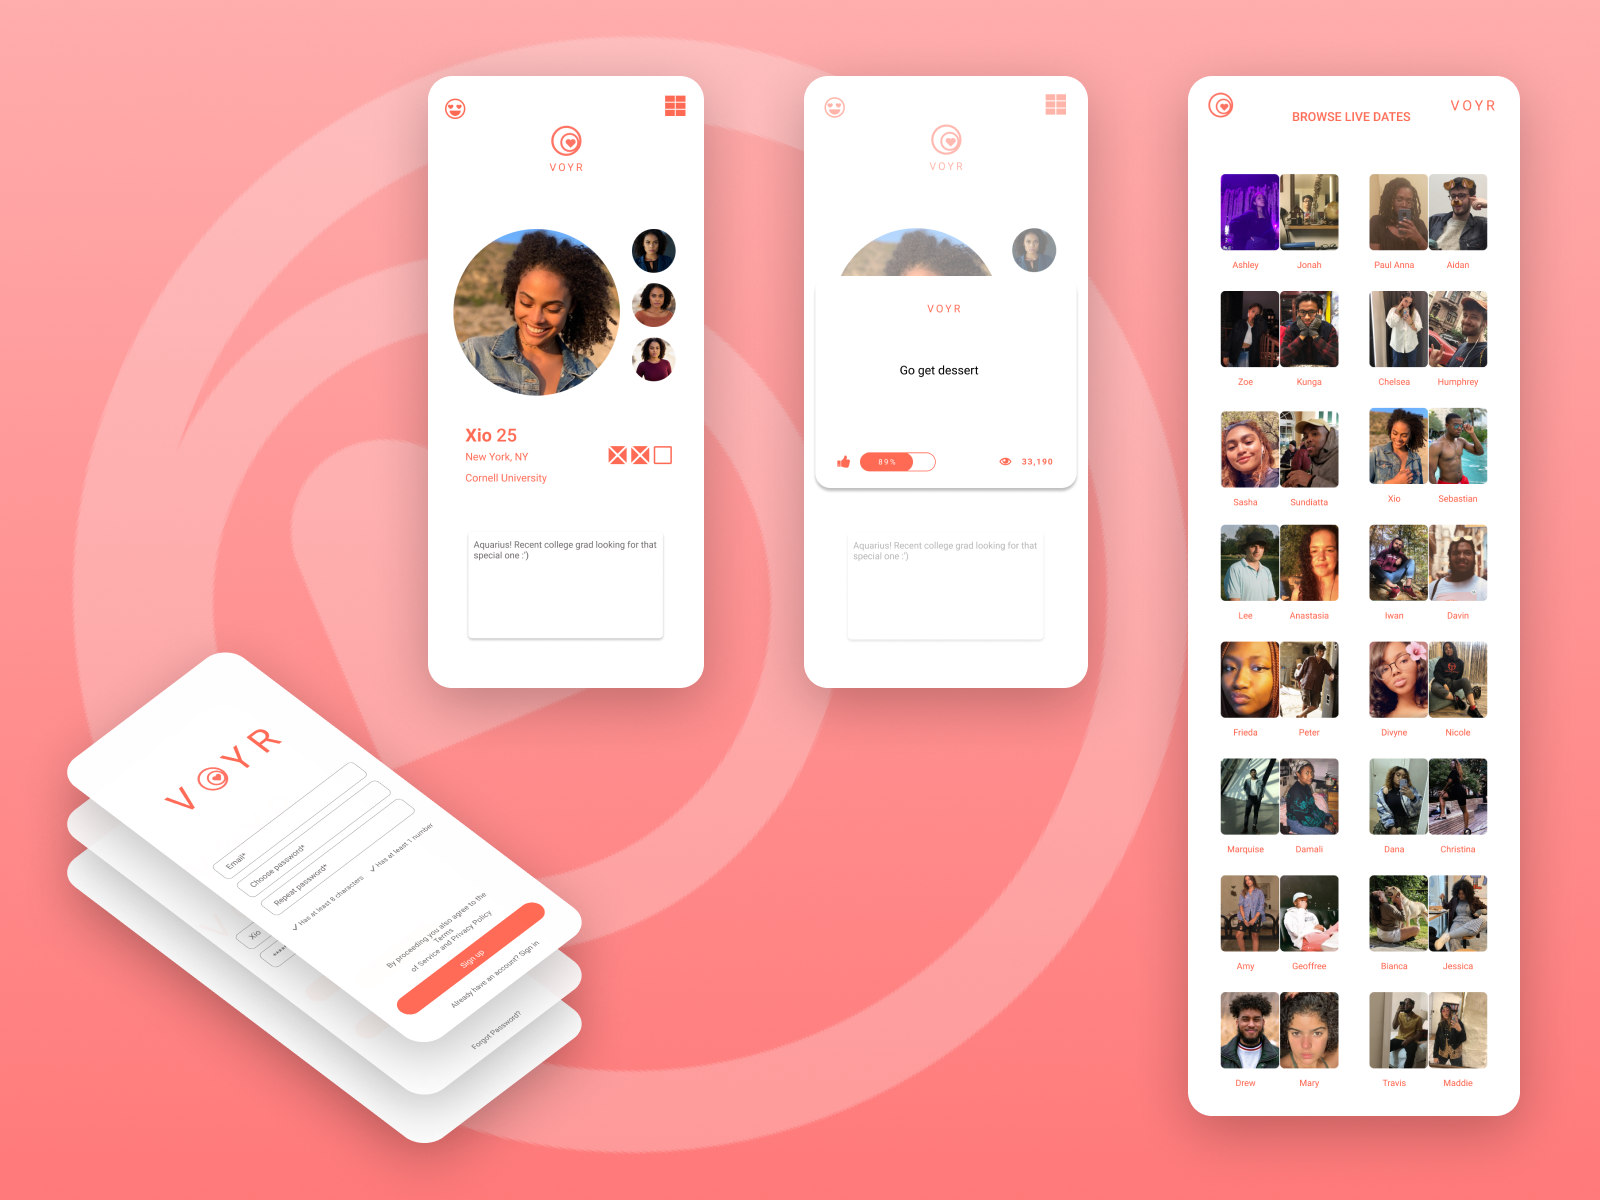 VOYR
Xio 25
New York, NY
Cornell University
Aquarius! Recent college grad looking for that
special one :')
VOYR
VOYR
Go get dessert
89%
33,190
Aquarius! Recent college grad looking for that
special one :')
BROWSE LIVE DATES
VOYR
Ashley Jonah Paul Anna Aidan
Zoe Kunga Chelsea Humphrey
Sasha Sundiatta Xio Sebastian
Lee Anastasia Iwan Davin
Frieda Peter Divyne Nicole
Marquise Damali Dana Christina
Amy Geoffree Bianca Jessica
Drew Mary Travis Maddie
VOYR
Email*
Choose password*
Repeat password*
✓ Has at least 8 characters ✓ Has at least 1 number
By proceeding you also agree to the
Terms
of Service and Privacy Policy
Sign up
Already have an account? Sign in
Xio
Forgot Password?